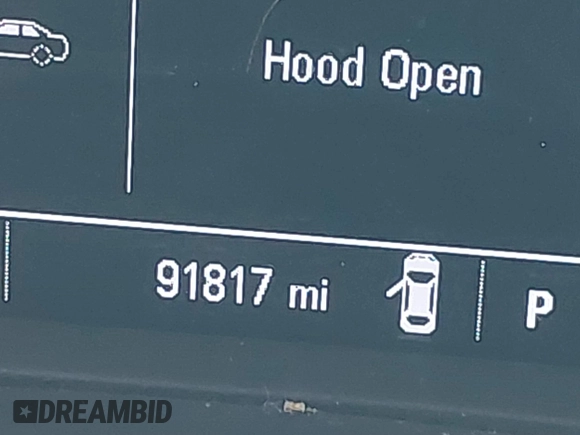 Hood Open
91817 mi
P
DREAMBID